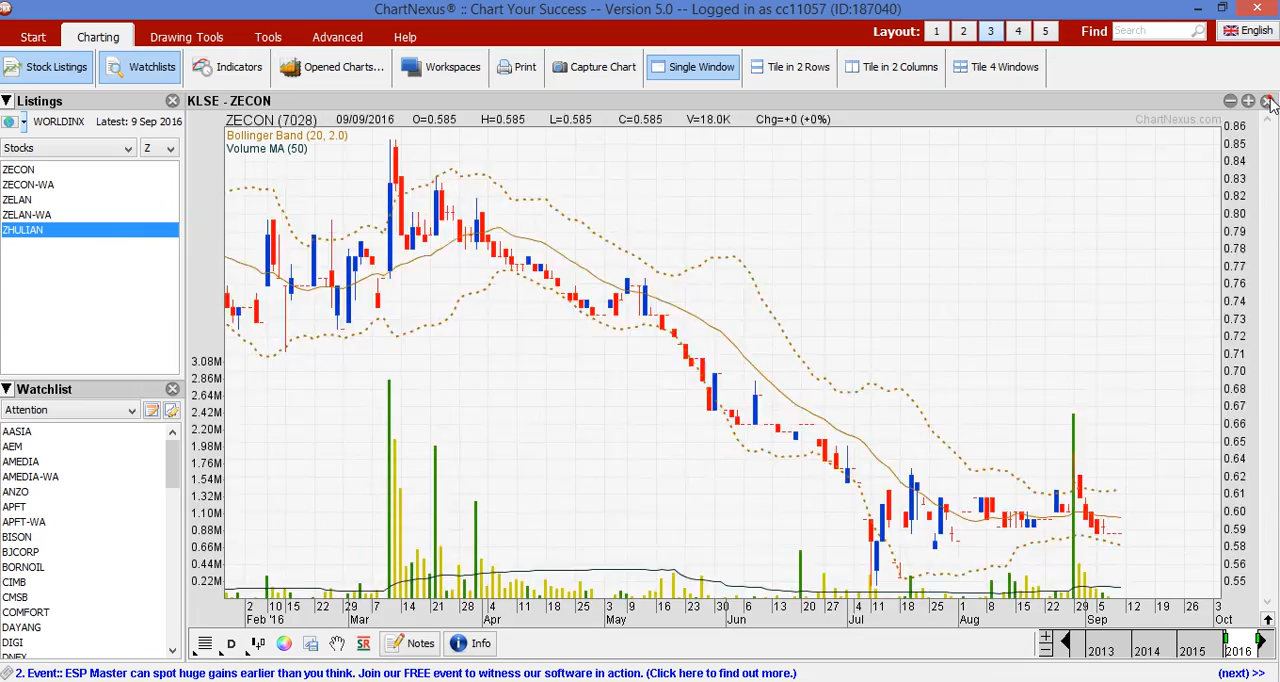 ChartNexus® :: Chart Your Success -- Version 5.0 -- Logged in as cc11057 (ID:187040)
Start Charting Drawing Tools Tools Advanced Help Layout: 1 2 3 4 5 Find Search English
Stock Listings Watchlists Indicators Opened Charts... Workspaces Print Capture Chart Single Window Tile in 2 Rows Tile in 2 Columns Tile 4 Windows
Listings
WORLDINX Latest: 9 Sep 2016
Stocks Z
ZECON
ZECON-WA
ZELAN
ZELAN-WA
ZHULIAN
Watchlist
Attention
AASIA
AEM
AMEDIA
AMEDIA-WA
ANZO
APFT
APFT-WA
BISON
BJCORP
BORNOIL
CIMB
CMSB
COMFORT
DAYANG
DIGI
KLSE - ZECON
ZECON (7028) 09/09/2016 O=0.585 H=0.585 L=0.585 C=0.585 V=18.0K Chg=+0 (+0%) ChartNexus.com
Bollinger Band (20, 2.0)
Volume MA (50)
0.86
0.85
0.84
0.83
0.82
0.81
0.80
0.79
0.78
0.77
0.76
0.74
0.73
0.72
0.71
0.70
0.68
0.67
0.66
0.65
0.64
0.62
0.61
0.60
0.59
0.58
0.56
0.55
3.08M
2.86M
2.64M
2.42M
2.20M
1.98M
1.76M
1.54M
1.32M
1.10M
0.88M
0.66M
0.44M
0.22M
2 10 15 22 29 7 14 21 28 4 11 18 25 3 9 16 23 30 6 13 20 27 4 11 18 25 1 8 15 22 29 5 12 19 26 3
Feb '16 Mar Apr May Jun Jul Aug Sep Oct
D SR Notes Info 2013 2014 2015 2016
2. Event:: ESP Master can spot huge gains earlier than you think. Join our FREE event to witness our software in action. (Click here to find out more.) (next) >>